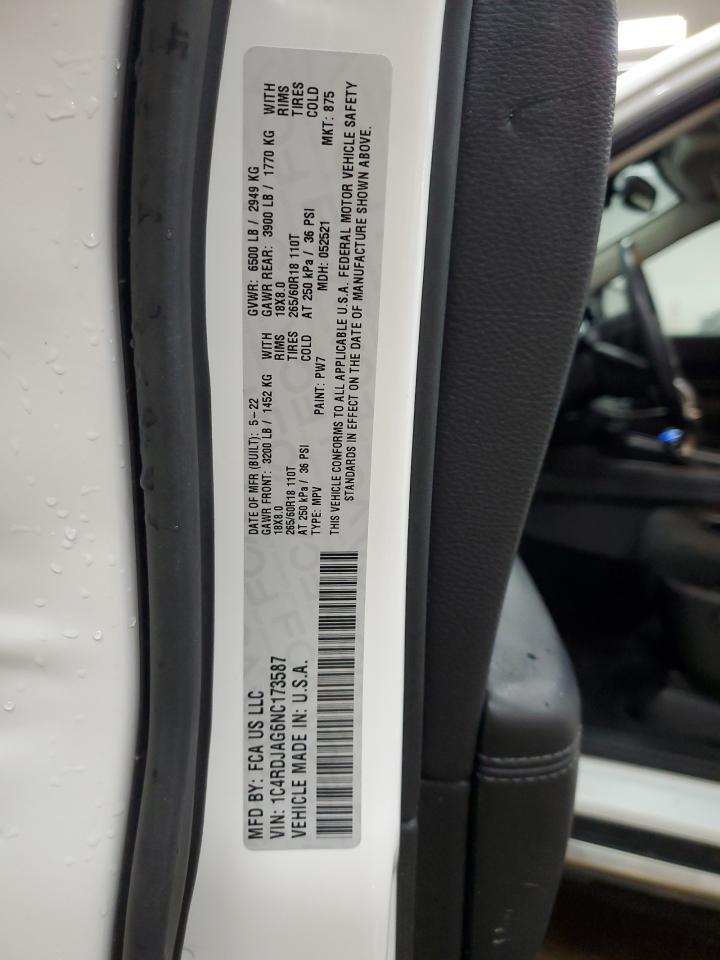 MFD BY: FCA US LLC
VIN: 1C4RDJAG6NC173587
VEHICLE MADE IN: U.S.A.
DATE OF MFR (BUILT): 5-22 GVWR: 6500 LB / 2949 KG
GAWR FRONT: 3200 LB / 1452 KG WITH GAWR REAR: 3900 LB / 1770 KG WITH
18X8.0 RIMS 18X8.0 RIMS
265/60R18 110T TIRES 265/60R18 110T TIRES
AT 250 kPa / 36 PSI COLD AT 250 kPa / 36 PSI COLD
TYPE: MPV PAINT: PW7 MDH: 052521 MKT: 875
THIS VEHICLE CONFORMS TO ALL APPLICABLE U.S.A. FEDERAL MOTOR VEHICLE SAFETY
STANDARDS IN EFFECT ON THE DATE OF MANUFACTURE SHOWN ABOVE.